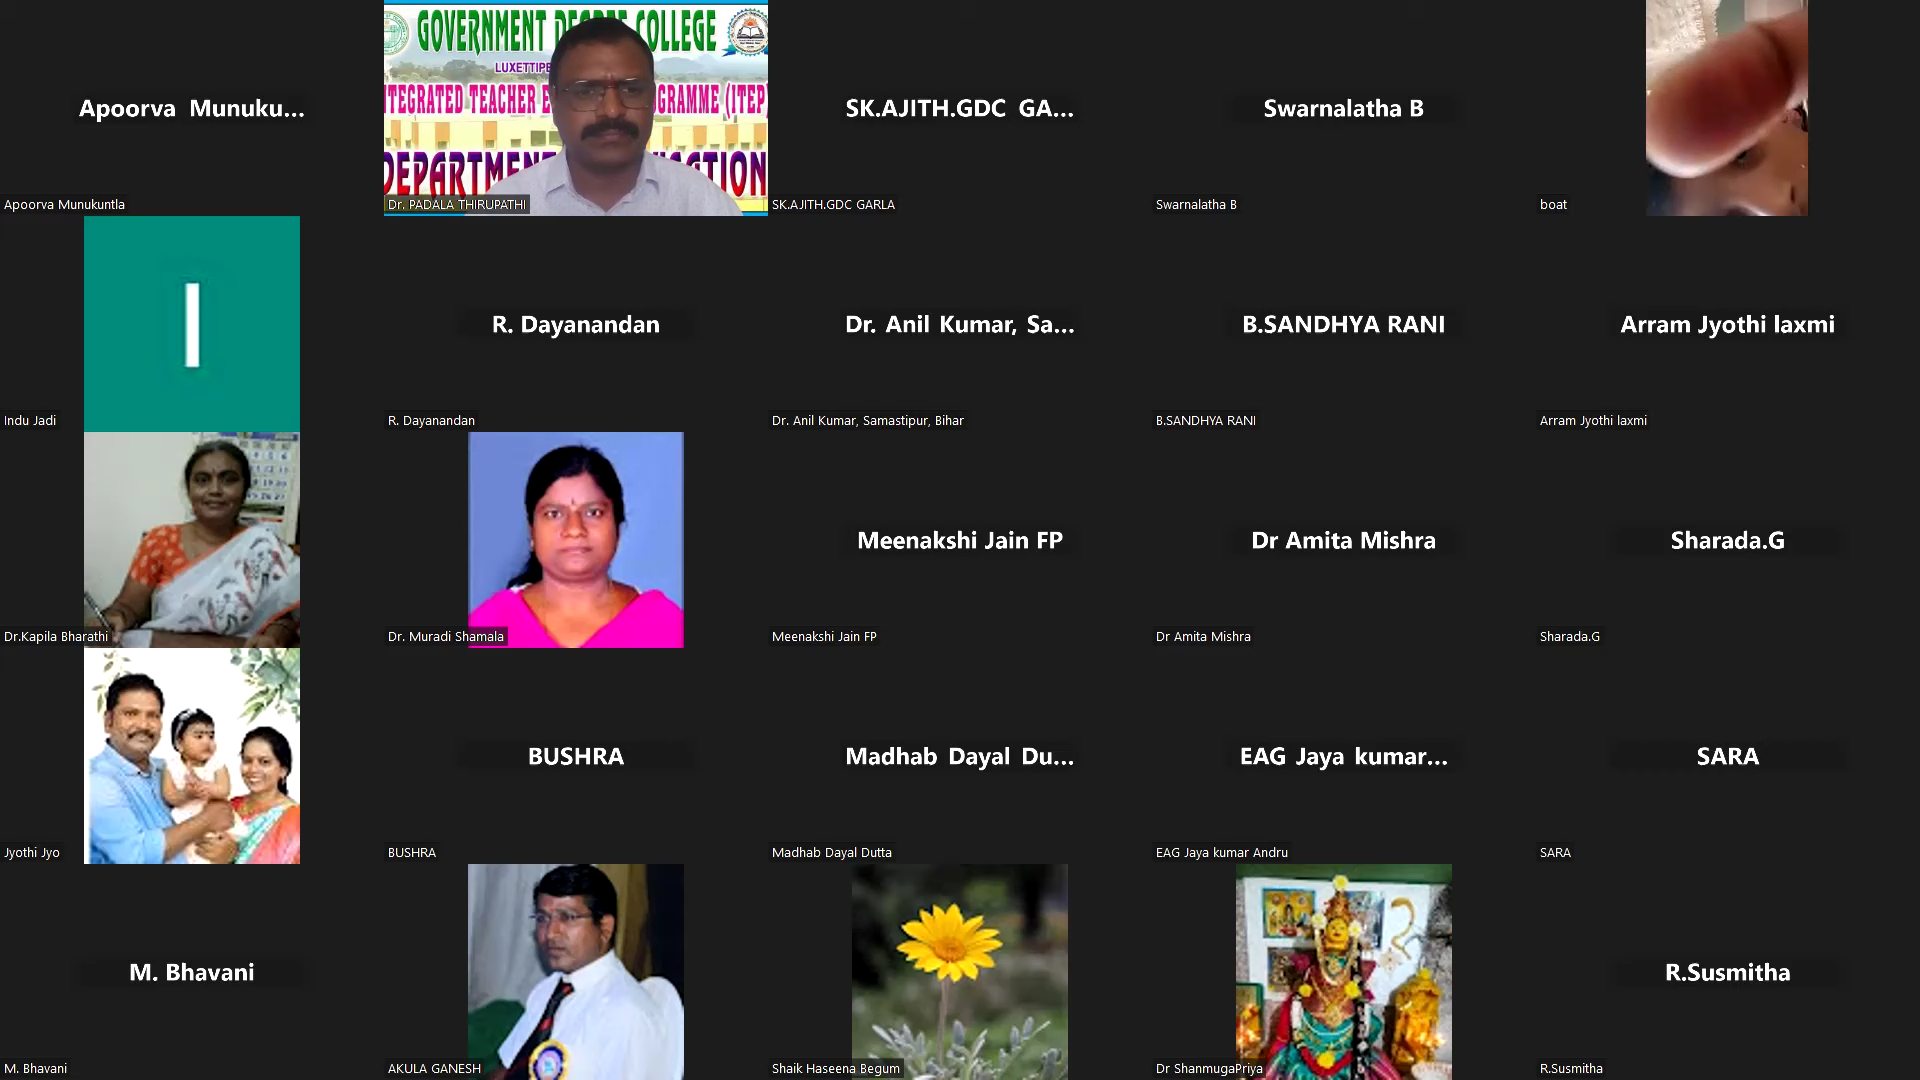 Apoorva Munuku...
Apoorva Munukuntla
GOVERNMENT DEGREE COLLEGE
LUXETTIPE
NTEGRATED TEACHER E
GRAMME (ITEP
DEPARTMENT
CATION
Dr. PADALA THIRUPATHI
SK.AJITH.GDC GA...
SK.AJITH.GDC GARLA
Swarnalatha B
Swarnalatha B
boat
I
Indu Jadi
R. Dayanandan
R. Dayanandan
Dr. Anil Kumar, Sa...
Dr. Anil Kumar, Samastipur, Bihar
B.SANDHYA RANI
B.SANDHYA RANI
Arram Jyothi laxmi
Arram Jyothi laxmi
Dr.Kapila Bharathi
Dr. Muradi Shamala
Meenakshi Jain FP
Meenakshi Jain FP
Dr Amita Mishra
Dr Amita Mishra
Sharada.G
Sharada.G
Jyothi Jyo
BUSHRA
BUSHRA
Madhab Dayal Du...
Madhab Dayal Dutta
EAG Jaya kumar...
EAG Jaya kumar Andru
SARA
SARA
M. Bhavani
M. Bhavani
AKULA GANESH
Shaik Haseena Begum
Dr ShanmugaPriya
R.Susmitha
R.Susmitha